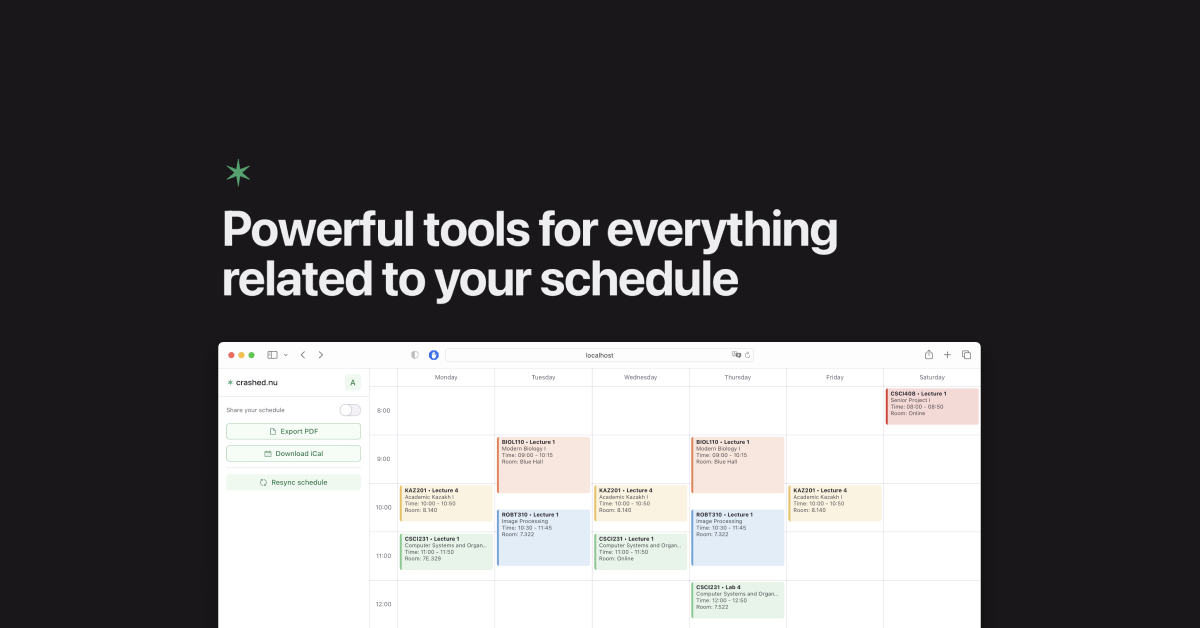 Powerful tools for everything
related to your schedule
localhost
crashed.nu
A
Share your schedule
Export PDF
Download iCal
Resync schedule
Monday
Tuesday
Wednesday
Thursday
Friday
Saturday
8:00
9:00
10:00
11:00
12:00
KAZ201 • Lecture 4
Academic Kazakh I
Time: 10:00 - 10:50
Room: 8.140
CSCI231 • Lecture 1
Computer Systems and Organ...
Time: 11:00 - 11:50
Room: 7E.329
BIOL110 • Lecture 1
Modern Biology I
Time: 09:00 - 10:15
Room: Blue Hall
ROBT310 • Lecture 1
Image Processing
Time: 10:30 - 11:45
Room: 7.322
KAZ201 • Lecture 4
Academic Kazakh I
Time: 10:00 - 10:50
Room: 8.140
CSCI231 • Lecture 1
Computer Systems and Organ...
Time: 11:00 - 11:50
Room: Online
BIOL110 • Lecture 1
Modern Biology I
Time: 09:00 - 10:15
Room: Blue Hall
ROBT310 • Lecture 1
Image Processing
Time: 10:30 - 11:45
Room: 7.322
CSCI231 • Lab 4
Computer Systems and Organ...
Time: 12:00 - 12:50
Room: 7.522
KAZ201 • Lecture 4
Academic Kazakh I
Time: 10:00 - 10:50
Room: 8.140
CSCI408 • Lecture 1
Senior Project I
Time: 08:00 - 08:50
Room: Online